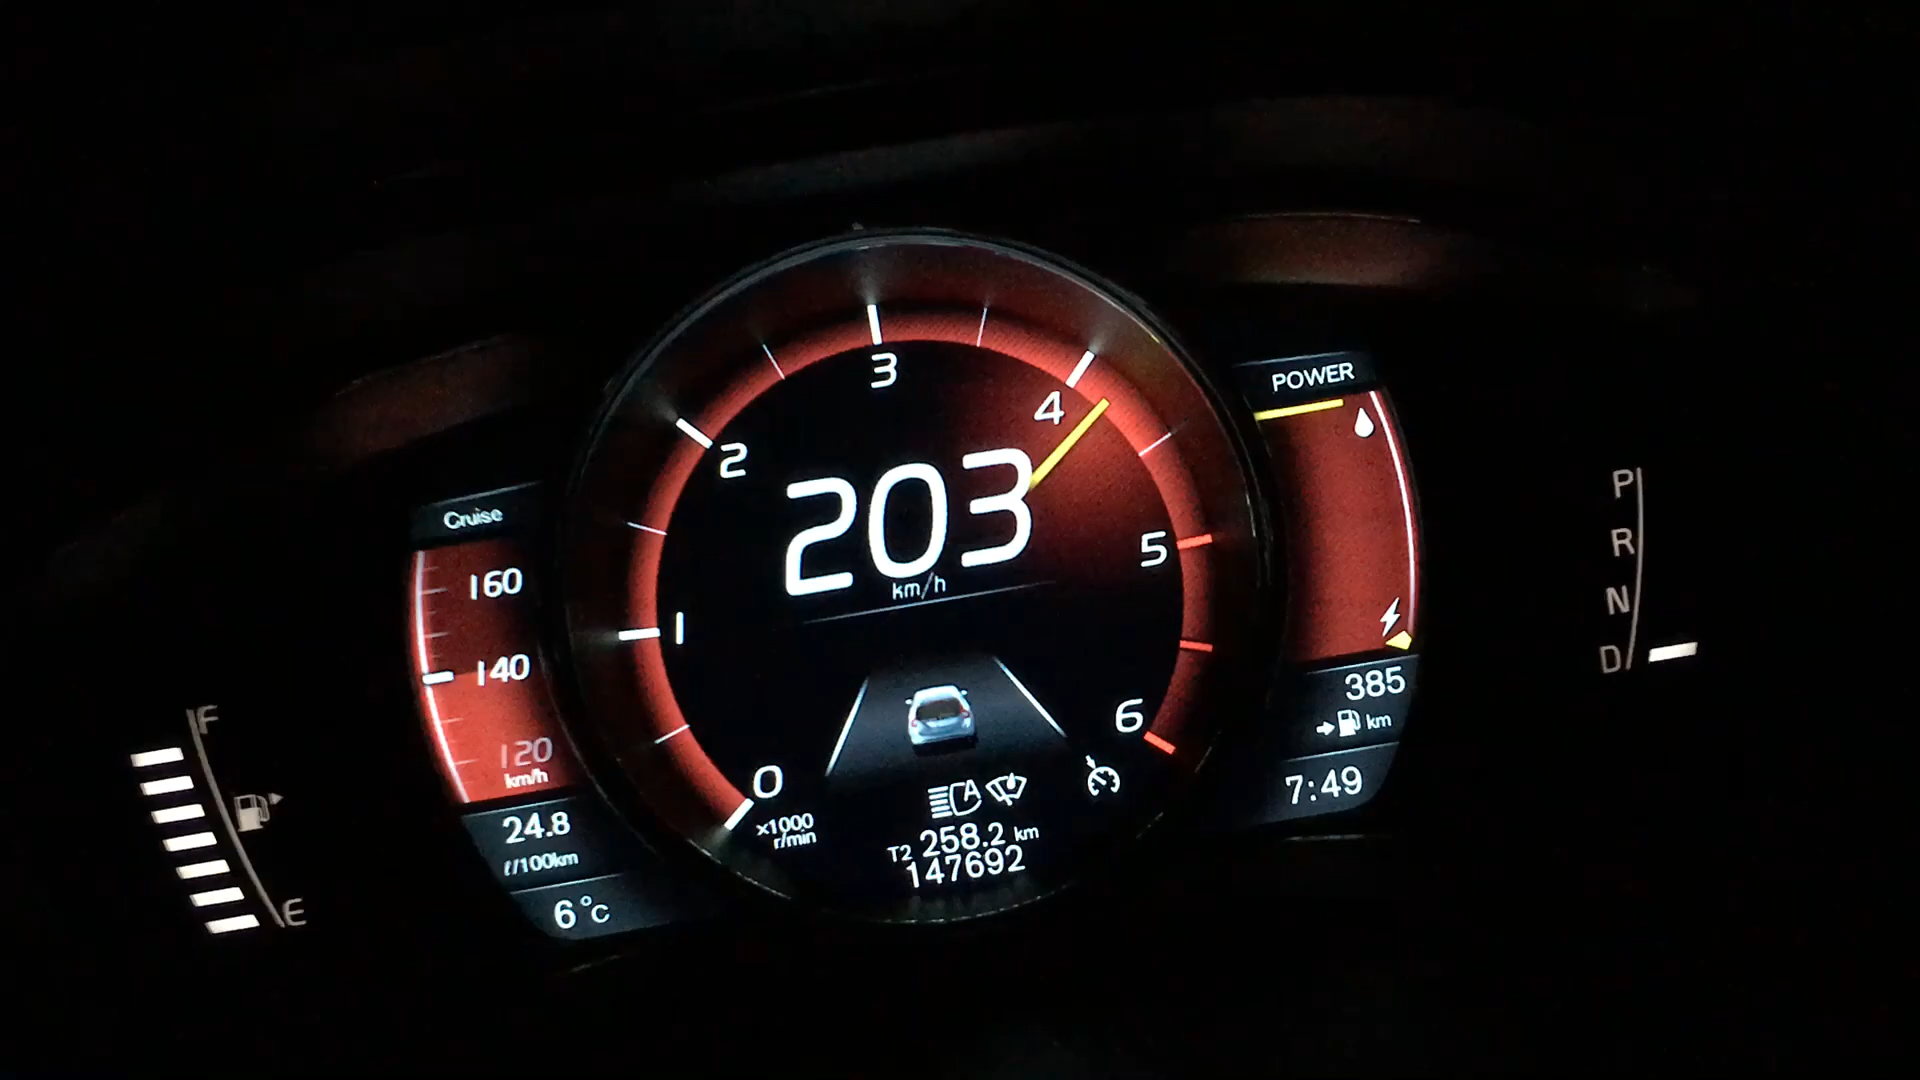 F
E
Cruise
160
140
120
km/h
24.8
ℓ/100km
6°C
0
1
2
3
4
5
6
203
km/h
x1000
r/min
A
T2 258.2 km
147692
POWER
385
km
7:49
P
R
N
D